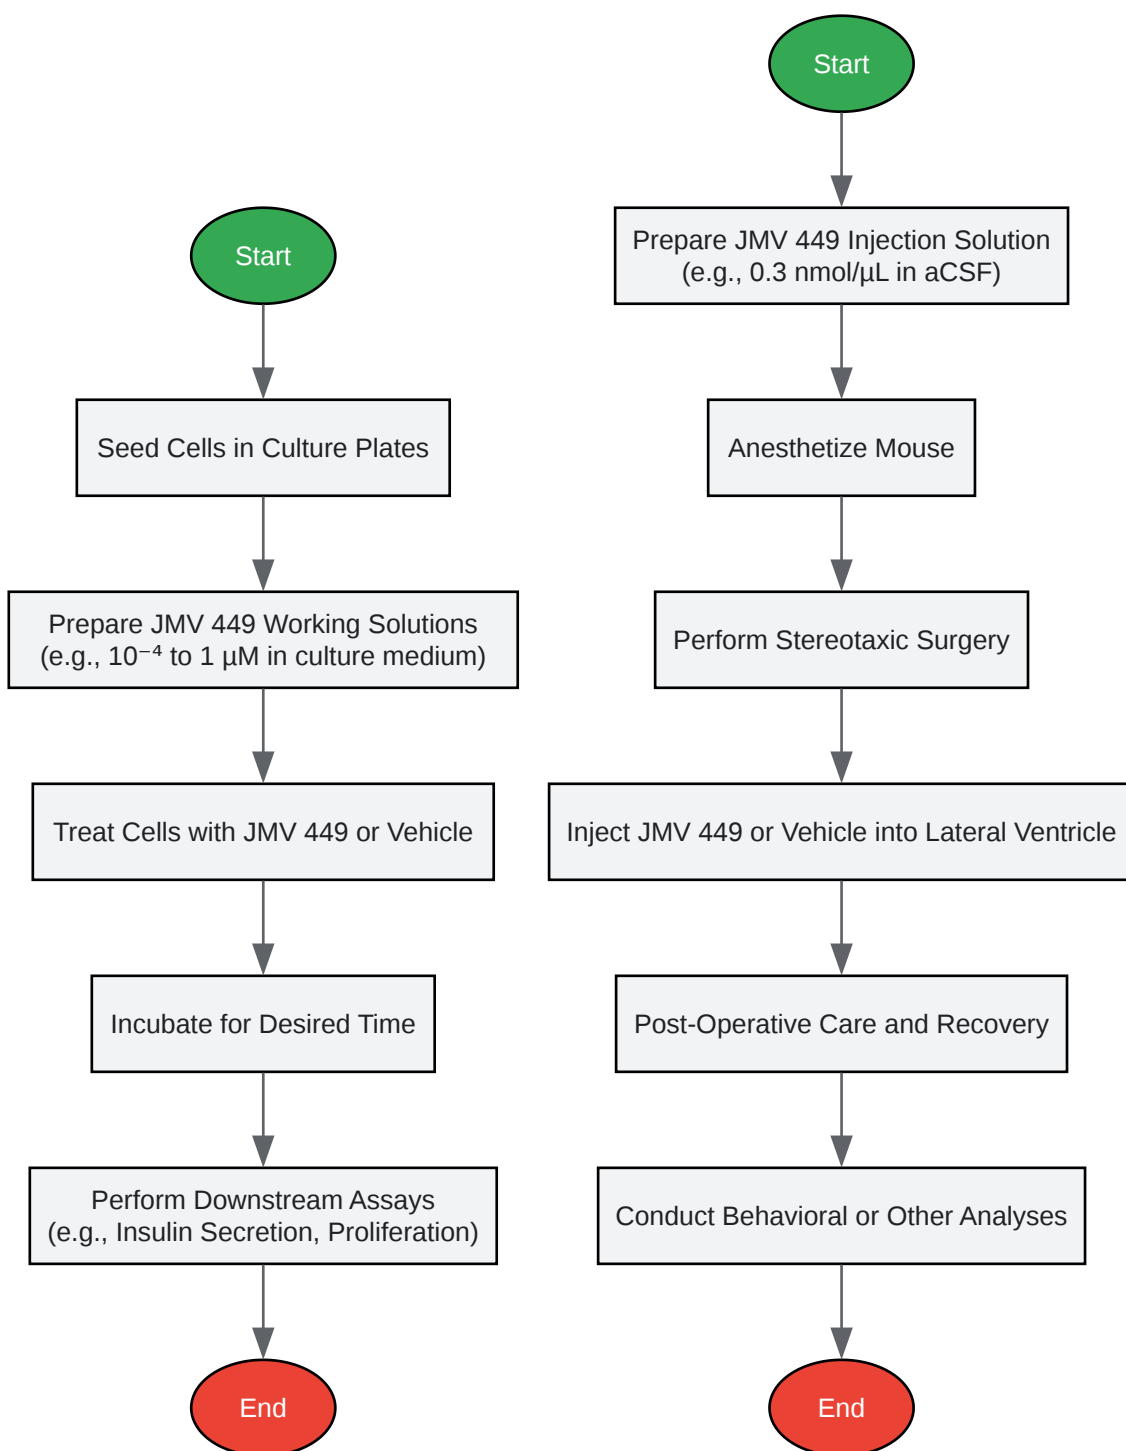 Start
Seed Cells in Culture Plates
Prepare JMV 449 Working Solutions
(e.g., 10⁻⁴ to 1 µM in culture medium)
Treat Cells with JMV 449 or Vehicle
Incubate for Desired Time
Perform Downstream Assays
(e.g., Insulin Secretion, Proliferation)
End
Start
Prepare JMV 449 Injection Solution
(e.g., 0.3 nmol/µL in aCSF)
Anesthetize Mouse
Perform Stereotaxic Surgery
Inject JMV 449 or Vehicle into Lateral Ventricle
Post-Operative Care and Recovery
Conduct Behavioral or Other Analyses
End